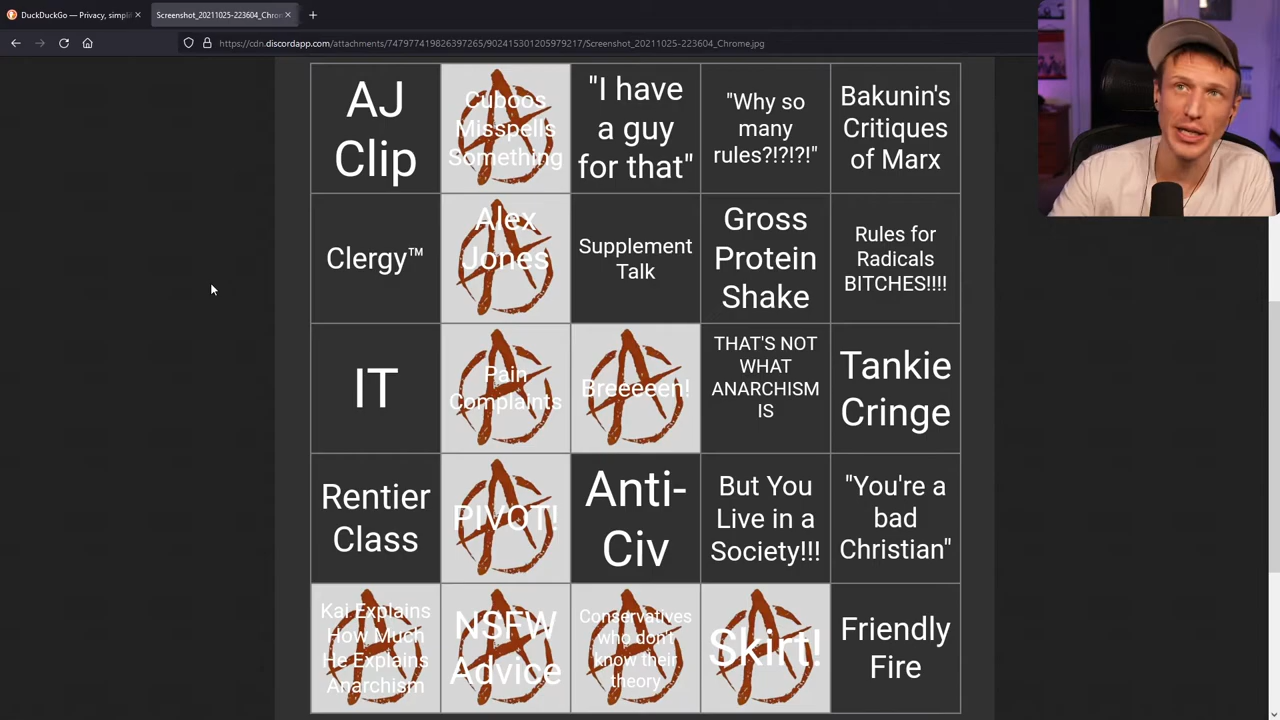 DuckDuckGo — Privacy, simpli
Screenshot_20211025-223604_Chrom
https://cdn.discordapp.com/attachments/747977419826397265/902415301205979217/Screenshot_20211025-223604_Chrome.jpg
AJ
Clip
Cuboos
Misspells
Something
"I have
a guy
for that"
"Why so
many
rules?!?!?!"
Bakunin's
Critiques
of Marx
Clergy™
Alex
Jones
Supplement
Talk
Gross
Protein
Shake
Rules for
Radicals
BITCHES!!!!
IT
Pain
Complaints
Breeeeen!
THAT'S NOT
WHAT
ANARCHISM
IS
Tankie
Cringe
Rentier
Class
PIVOT!
Anti-
Civ
But You
Live in a
Society!!!
"You're a
bad
Christian"
Kai Explains
How Much
He Explains
Anarchism
NSFW
Advice
Conservatives
who don't
know their
theory
Skirt!
Friendly
Fire